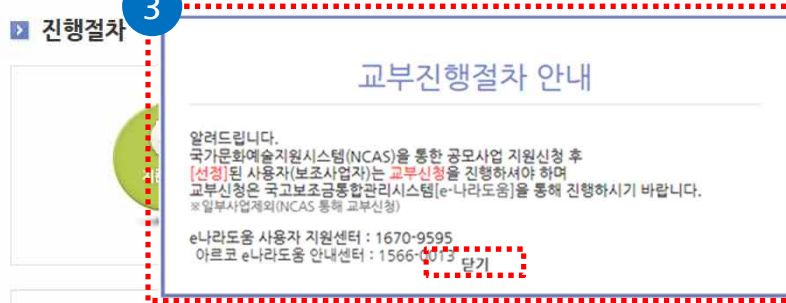 3
진행절차
교부진행절차 안내
알려드립니다.
국가문화예술지원시스템(NCAS)을 통한 공모사업 지원신청 후
[선정]된 사용자(보조사업자)는 교부신청을 진행하셔야 하며
교부신청은 국고보조금통합관리시스템[e-나라도움]을 통해 진행하시기 바랍니다.
※일부사업제외(NCAS 통해 교부신청)
e나라도움 사용자 지원센터 : 1670-9595
아르코 e나라도움 안내센터 : 1566-0013
닫기